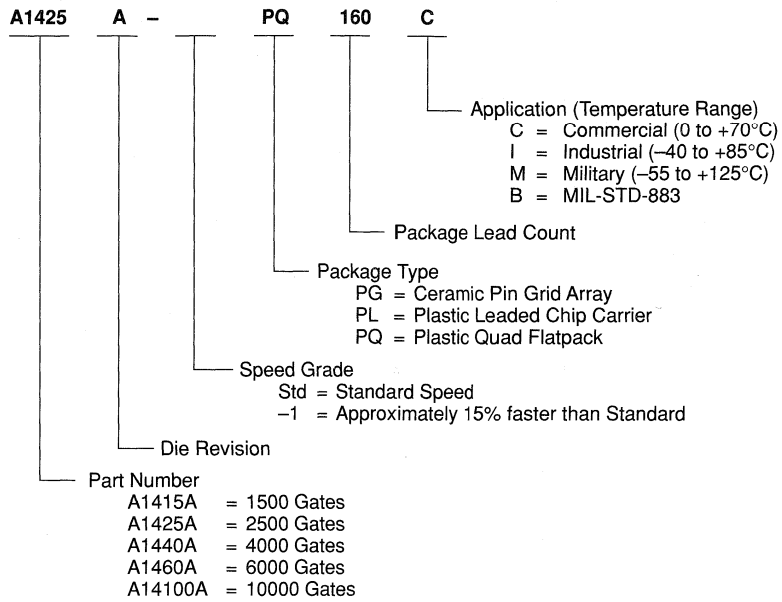 A1425 A – PQ 160 C
Application (Temperature Range)
C = Commercial (0 to +70°C)
I = Industrial (–40 to +85°C)
M = Military (–55 to +125°C)
B = MIL-STD-883
Package Lead Count
Package Type
PG = Ceramic Pin Grid Array
PL = Plastic Leaded Chip Carrier
PQ = Plastic Quad Flatpack
Speed Grade
Std = Standard Speed
–1 = Approximately 15% faster than Standard
Die Revision
Part Number
A1415A = 1500 Gates
A1425A = 2500 Gates
A1440A = 4000 Gates
A1460A = 6000 Gates
A14100A = 10000 Gates